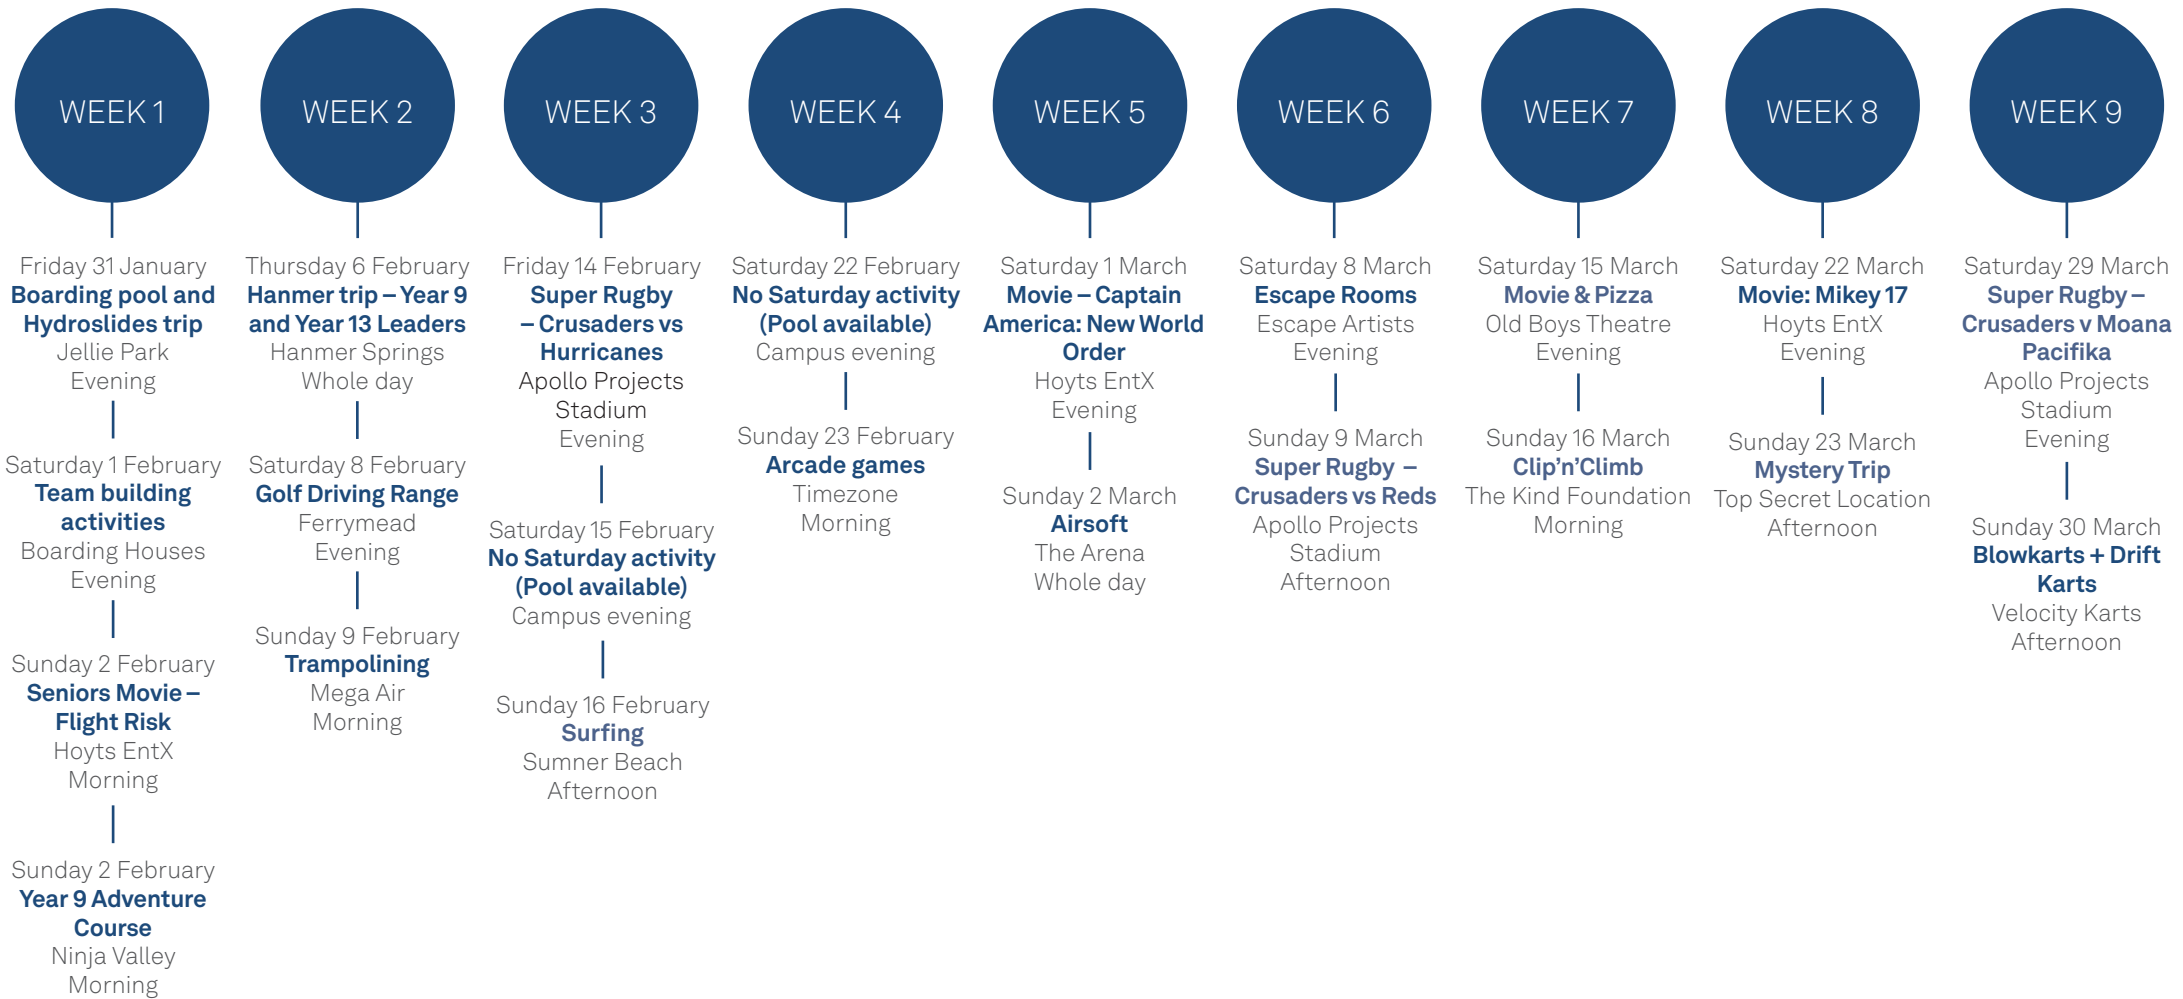 WEEK 1
Friday 31 January
Boarding pool and
Hydroslides trip
Jellie Park
Evening
Saturday 1 February
Team building
activities
Boarding Houses
Evening
Sunday 2 February
Seniors Movie –
Flight Risk
Hoyts EntX
Morning
Sunday 2 February
Year 9 Adventure
Course
Ninja Valley
Morning
WEEK 2
Thursday 6 February
Hanmer trip – Year 9
and Year 13 Leaders
Hanmer Springs
Whole day
Saturday 8 February
Golf Driving Range
Ferrymead
Evening
Sunday 9 February
Trampolining
Mega Air
Morning
WEEK 3
Friday 14 February
Super Rugby
– Crusaders vs
Hurricanes
Apollo Projects
Stadium
Evening
Saturday 15 February
No Saturday activity
(Pool available)
Campus evening
Sunday 16 February
Surfing
Sumner Beach
Afternoon
WEEK 4
Saturday 22 February
No Saturday activity
(Pool available)
Campus evening
Sunday 23 February
Arcade games
Timezone
Morning
WEEK 5
Saturday 1 March
Movie – Captain
America: New World
Order
Hoyts EntX
Evening
Sunday 2 March
Airsoft
The Arena
Whole day
WEEK 6
Saturday 8 March
Escape Rooms
Escape Artists
Evening
Sunday 9 March
Super Rugby –
Crusaders vs Reds
Apollo Projects
Stadium
Afternoon
WEEK 7
Saturday 15 March
Movie & Pizza
Old Boys Theatre
Evening
Sunday 16 March
Clip’n’Climb
The Kind Foundation
Morning
WEEK 8
Saturday 22 March
Movie: Mikey 17
Hoyts EntX
Evening
Sunday 23 March
Mystery Trip
Top Secret Location
Afternoon
WEEK 9
Saturday 29 March
Super Rugby –
Crusaders v Moana
Pacifika
Apollo Projects
Stadium
Evening
Sunday 30 March
Blowkarts + Drift
Karts
Velocity Karts
Afternoon